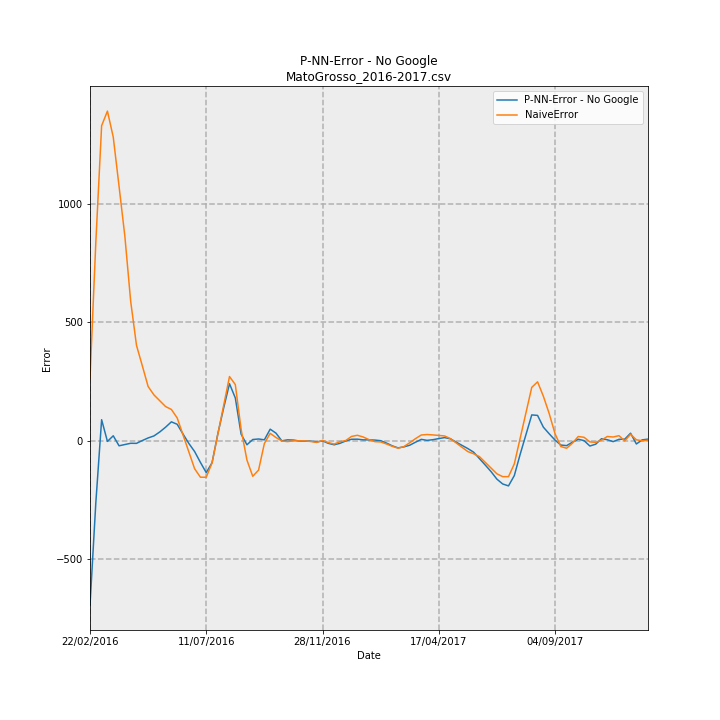 P-NN-Error - No Google
MatoGrosso_2016-2017.csv
P-NN-Error - No Google
NaiveError
1000
500
0
−500
Error
22/02/2016
11/07/2016
28/11/2016
17/04/2017
04/09/2017
Date